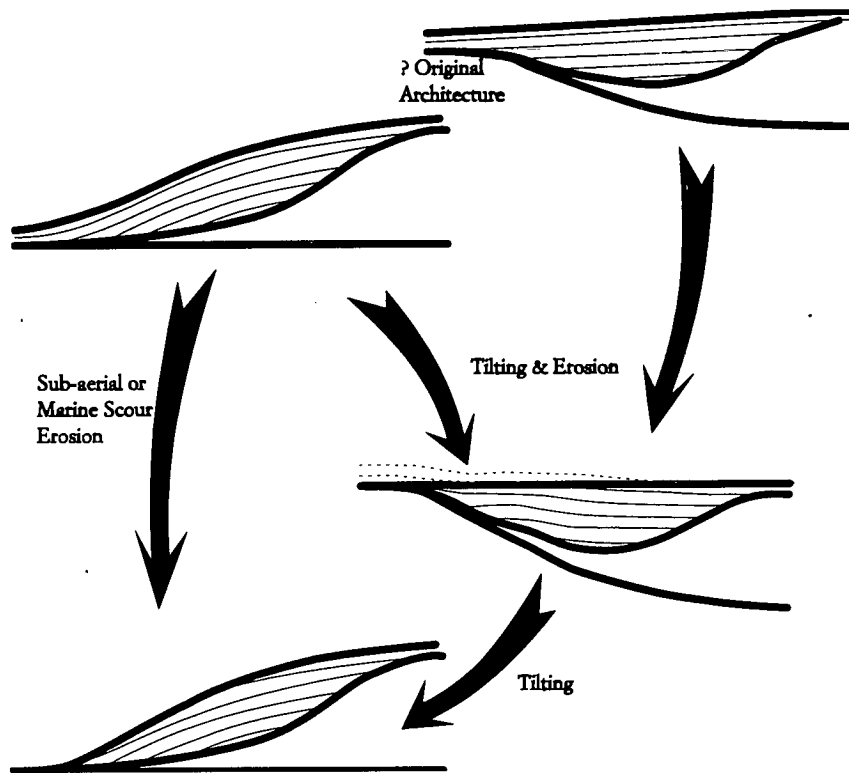 ? Original
Architecture
Sub-aerial or
Marine Scour
Erosion
Tilting & Erosion
Tilting